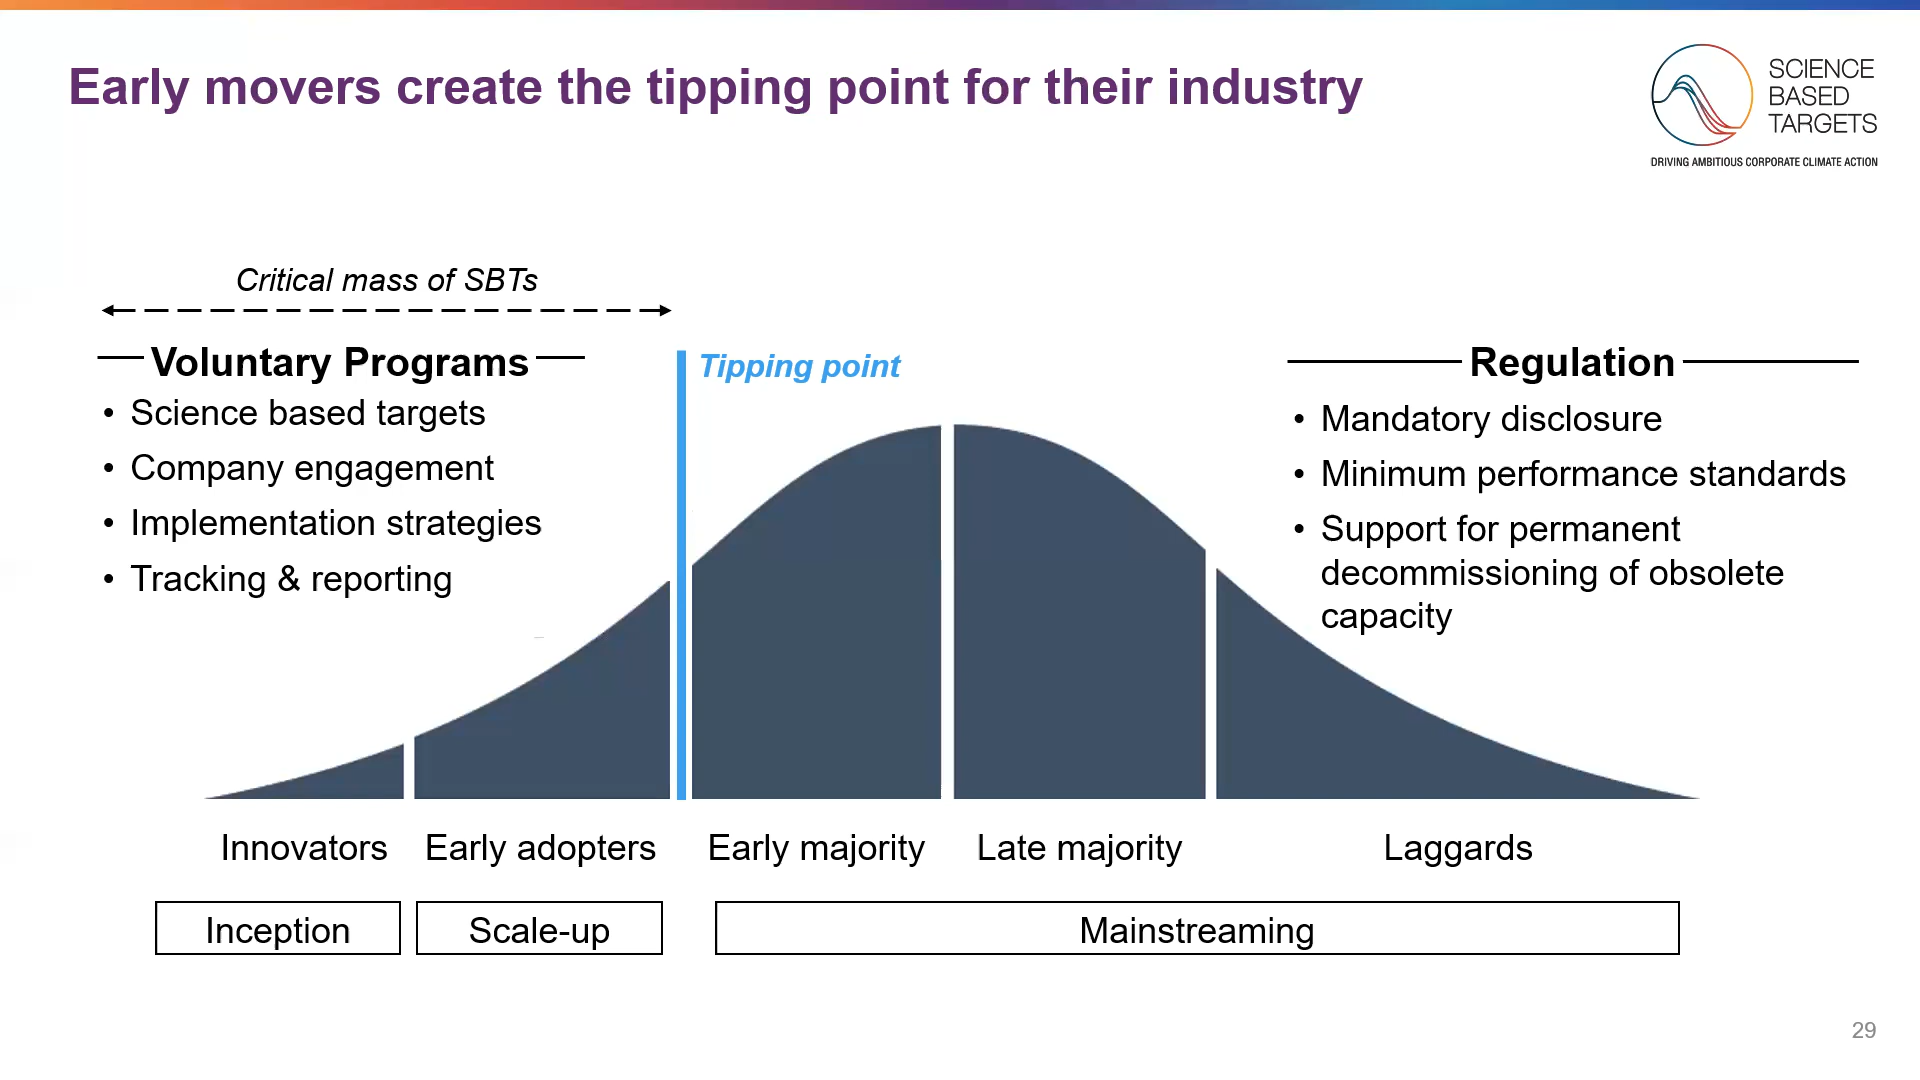 Early movers create the tipping point for their industry
SCIENCE
BASED
TARGETS
DRIVING AMBITIOUS CORPORATE CLIMATE ACTION
Critical mass of SBTs
Voluntary Programs
• Science based targets
• Company engagement
• Implementation strategies
• Tracking & reporting
Tipping point
Regulation
• Mandatory disclosure
• Minimum performance standards
• Support for permanent
decommissioning of obsolete
capacity
Innovators
Early adopters
Early majority
Late majority
Laggards
Inception
Scale-up
Mainstreaming
29